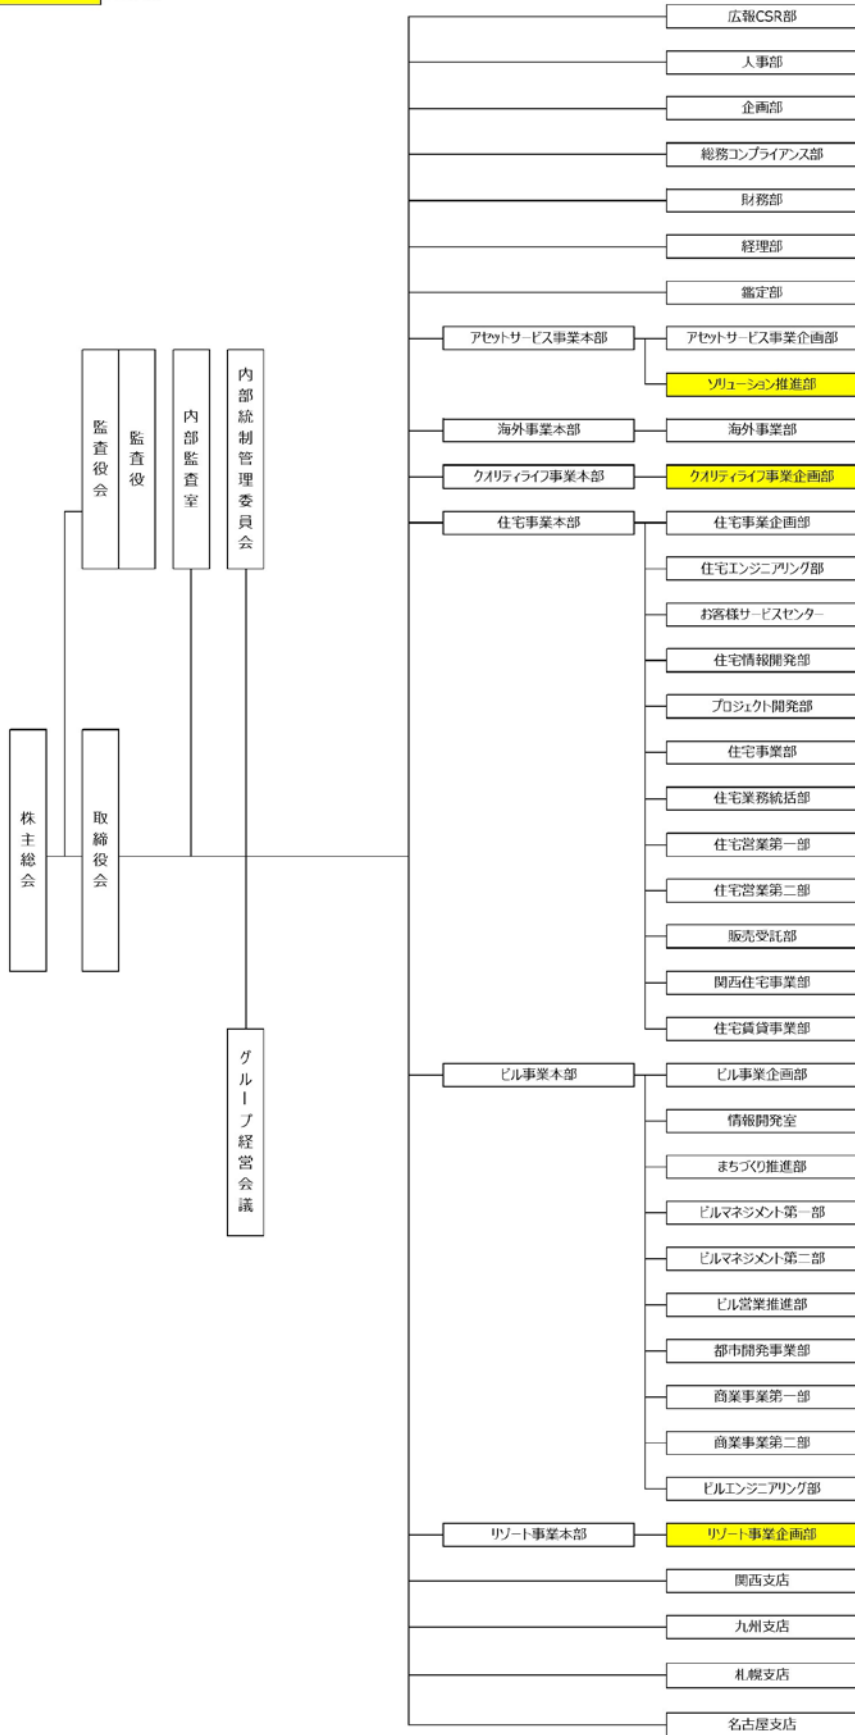 広報CSR部
人事部
企画部
総務コンプライアンス部
財務部
経理部
鑑定部
アセットサービス事業本部
アセットサービス事業企画部
ソリューション推進部
監査役会
監査役
内部監査室
内部統制管理委員会
海外事業本部
海外事業部
クオリティライフ事業本部
クオリティライフ事業企画部
住宅事業本部
住宅事業企画部
住宅エンジニアリング部
お客様サービスセンター
住宅情報開発部
プロジェクト開発部
住宅事業部
住宅業務統括部
住宅営業第一部
住宅営業第二部
販売受託部
関西住宅事業部
住宅賃貸事業部
株主総会
取締役会
グループ経営会議
ビル事業本部
ビル事業企画部
情報開発室
まちづくり推進部
ビルマネジメント第一部
ビルマネジメント第二部
ビル営業推進部
都市開発事業部
商業事業第一部
商業事業第二部
ビルエンジニアリング部
リゾート事業本部
リゾート事業企画部
関西支店
九州支店
札幌支店
名古屋支店